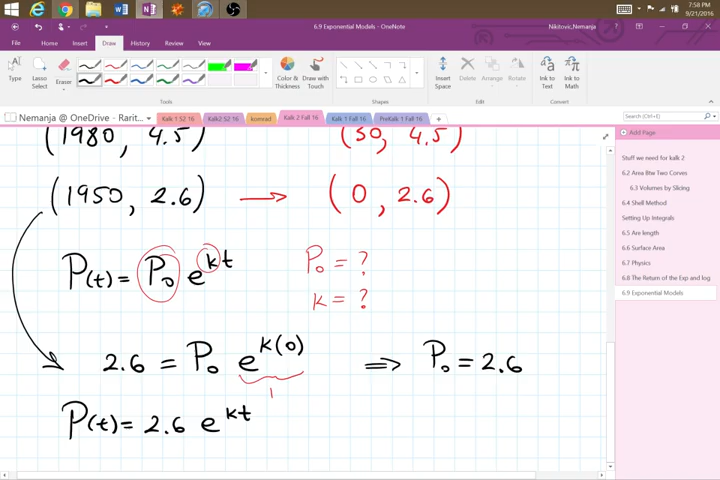 6.9 Exponential Models - OneNote
7:58 PM
9/21/2016
Nikitovic,Nemanja
File Home Insert Draw History Review View
Type
Lasso Select
Eraser
Color & Thickness
Draw with Touch
Insert Space
Delete
Arrange
Rotate
Ink to Text
Ink to Math
Tools
Shapes
Edit
Convert
Nemanja @ OneDrive - Rarit...
Kalk 1 S2 16
Kalk2 S2 16
komrad
Kalk 2 Fall 16
Kalk 1 Fall 16
PreKalk 1 Fall 16
+
Search (Ctrl+E)
Add Page
Stuff we need for kalk 2
6.2 Area Btw Two Curves
6.3 Volumes by Slicing
6.4 Shell Method
Setting Up Integrals
6.5 Are length
6.6 Surface Area
6.7 Physics
6.8 The Return of the Exp and log
6.9 Exponential Models
(1980, 4.5) (30, 4.5)
(1950, 2.6) → (0, 2.6)
P(t) = P₀ e^kt
P₀ = ?
k = ?
2.6 = P₀ e^k(0) ⟹ P₀ = 2.6
1
P(t) = 2.6 e^kt